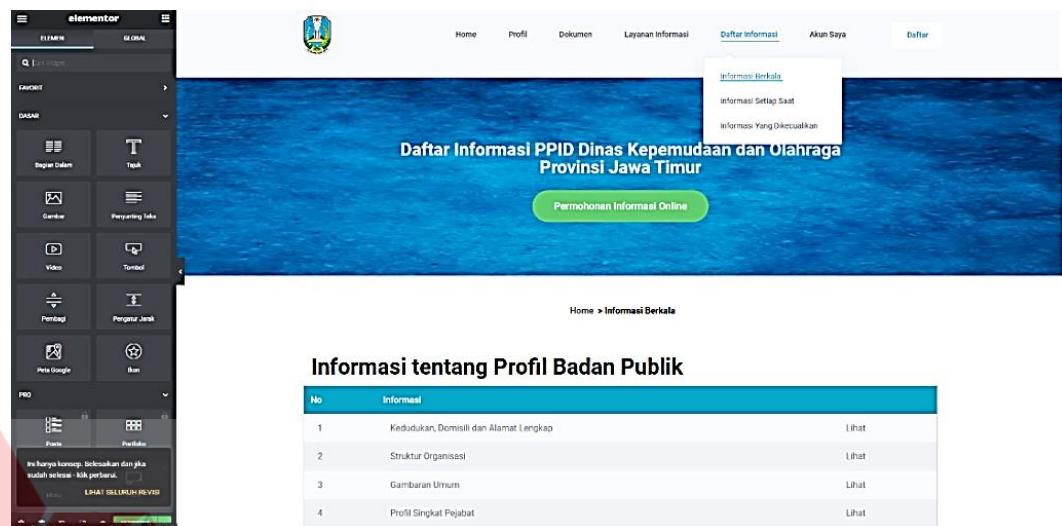 elementor
ELEMEN GLOBAL
FAVORIT
DASAR
Bagian Dalam
Tajuk
Gambar
Penyunting Teks
Video
Tombol
Pembagi
Pengatur Jarak
Peta Google
Ikon
PRO
Posts
Portfolio
Ini hanya konsep. Selesaikan dan jika
sudah selesai - klik perbarui.
Menu
LIHAT SELURUH REVISI
Home Profil Dokumen Layanan Informasi Daftar Informasi Akun Saya Daftar
Informasi Berkala
Informasi Setiap Saat
Informasi Yang Dikecualikan
Daftar Informasi PPID Dinas Kepemudaan dan Olahraga
Provinsi Jawa Timur
Permohonan Informasi Online
Home > Informasi Berkala
Informasi tentang Profil Badan Publik
No Informasi
1 Kedudukan, Domisili dan Alamat Lengkap Lihat
2 Struktur Organisasi Lihat
3 Gambaran Umum Lihat
4 Profil Singkat Pejabat Lihat